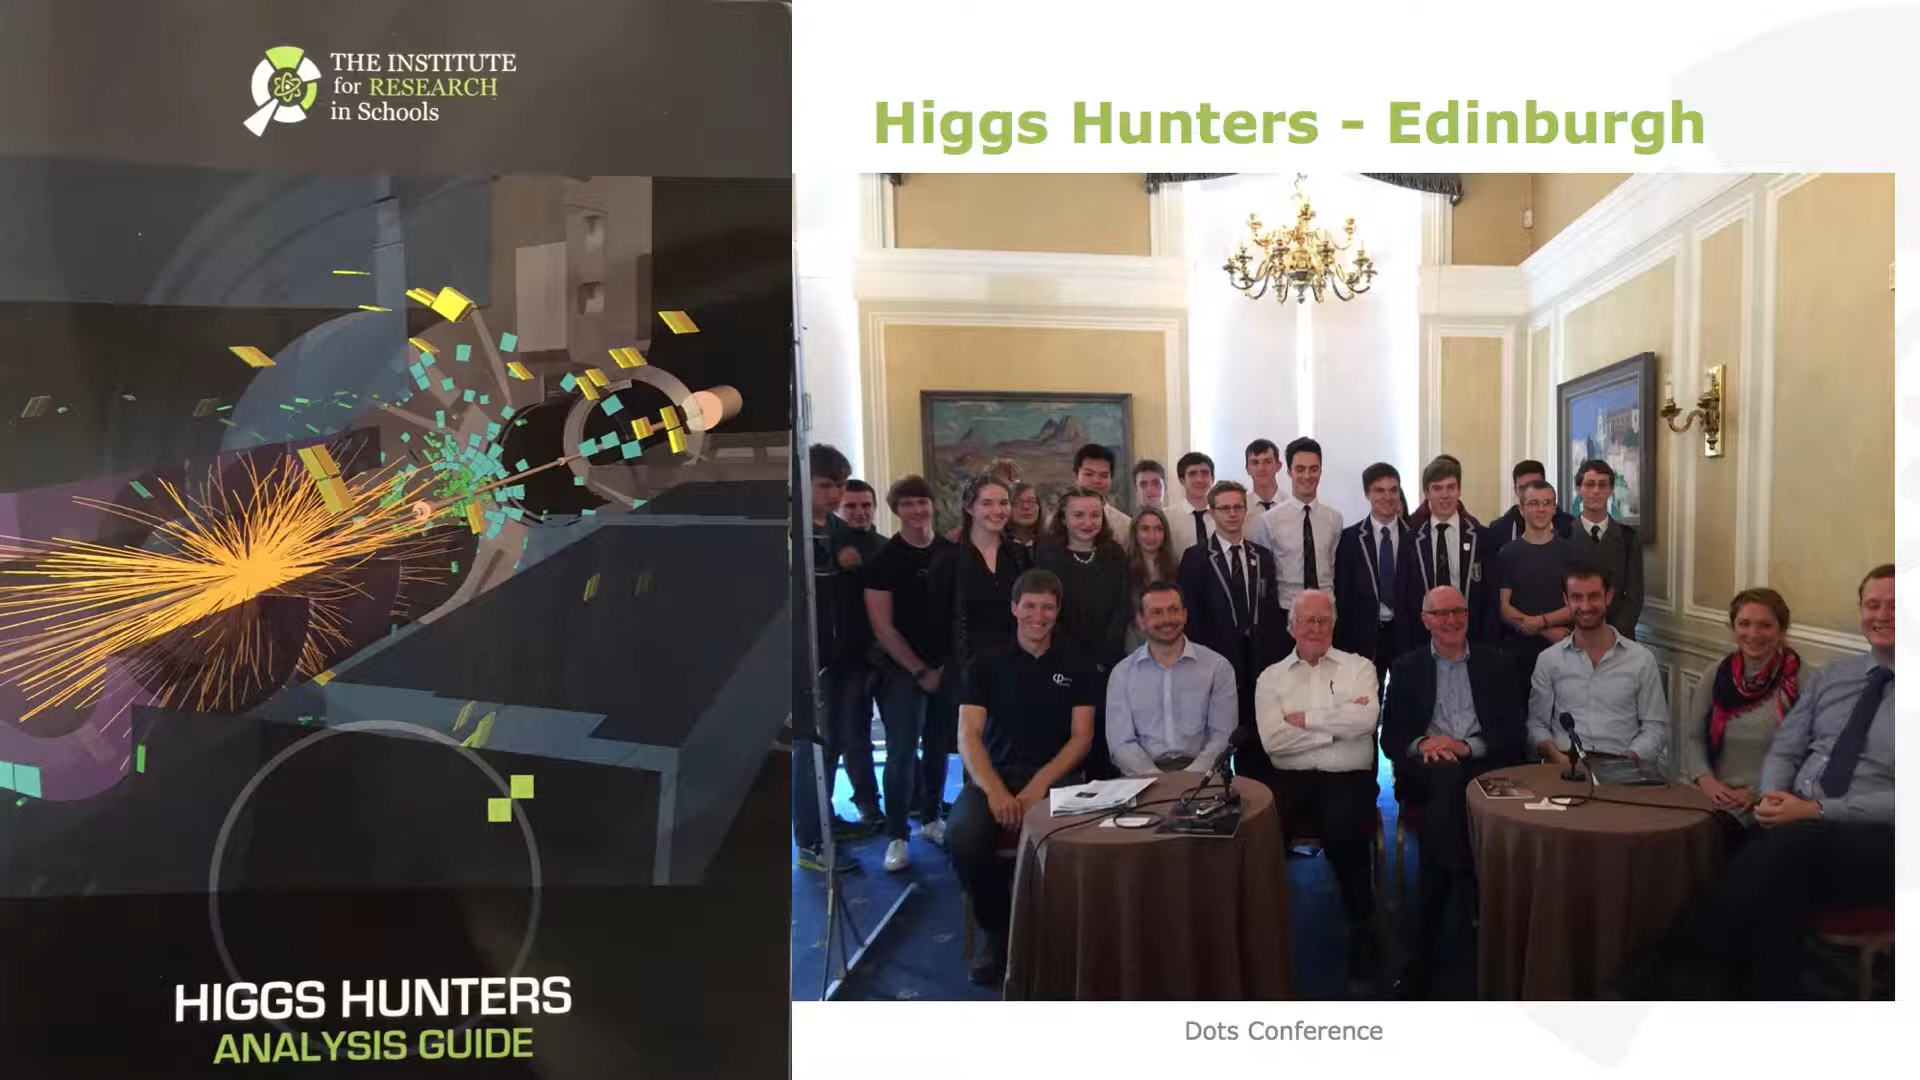 THE INSTITUTE
for RESEARCH
in Schools
HIGGS HUNTERS
ANALYSIS GUIDE
Higgs Hunters - Edinburgh
Dots Conference